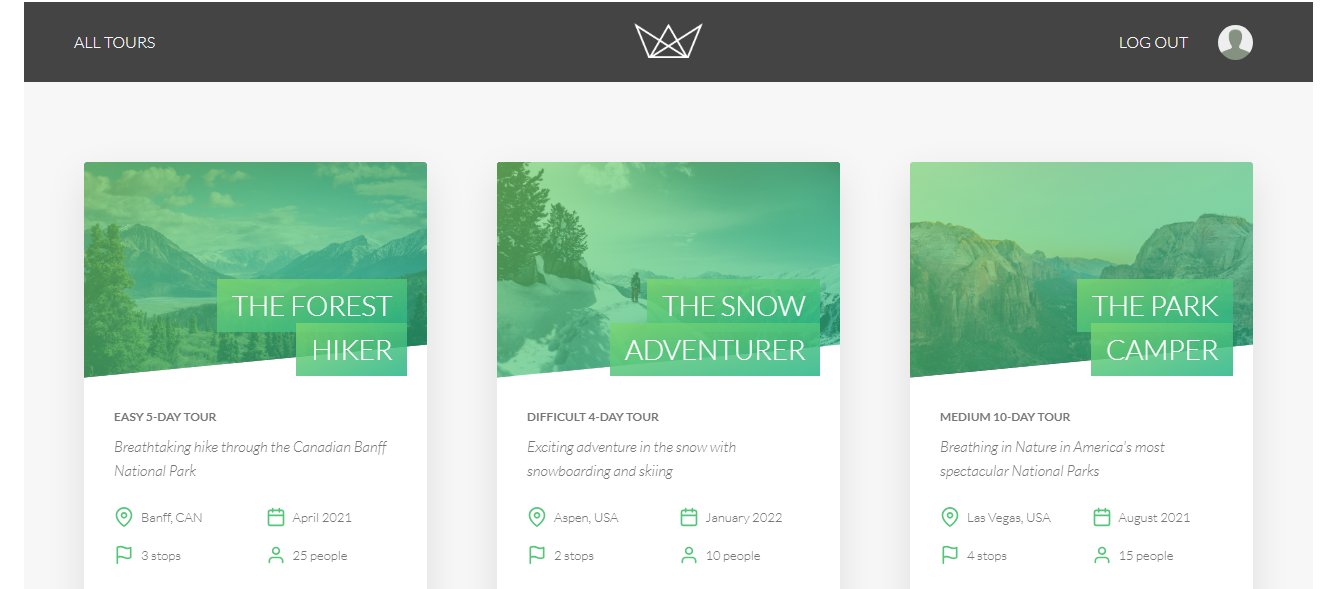 ALL TOURS
LOG OUT
THE FOREST
HIKER
EASY 5-DAY TOUR
Breathtaking hike through the Canadian Banff
National Park
Banff, CAN
April 2021
3 stops
25 people
THE SNOW
ADVENTURER
DIFFICULT 4-DAY TOUR
Exciting adventure in the snow with
snowboarding and skiing
Aspen, USA
January 2022
2 stops
10 people
THE PARK
CAMPER
MEDIUM 10-DAY TOUR
Breathing in Nature in America's most
spectacular National Parks
Las Vegas, USA
August 2021
4 stops
15 people